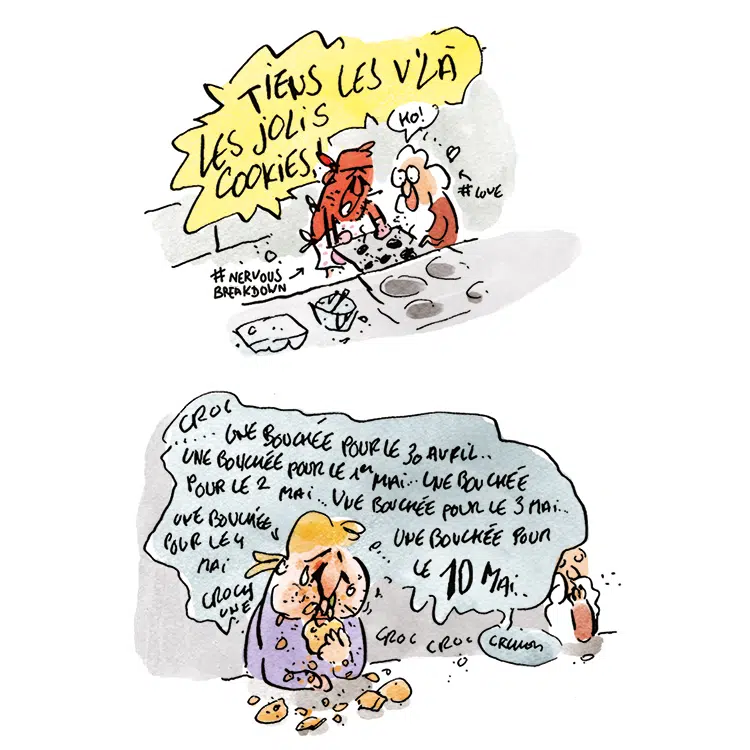 TIENS LES V'LÀ
LES JOLIS
COOKIES!
HO!
#LOVE
#NERVOUS
BREAKDOWN
CROC
..... UNE BOUCHÉE POUR LE 30 AVRIL..
UNE BOUCHÉE POUR LE 1er MAI... UNE BOUCHÉE
POUR LE 2 MAI... UNE BOUCHÉE POUR LE 3 MAI..
UNE BOUCHÉE
POUR LE 4
MAI
CROCH
UNE
UNE BOUCHÉE POUR
LE 10 MAI..
CROC CROC